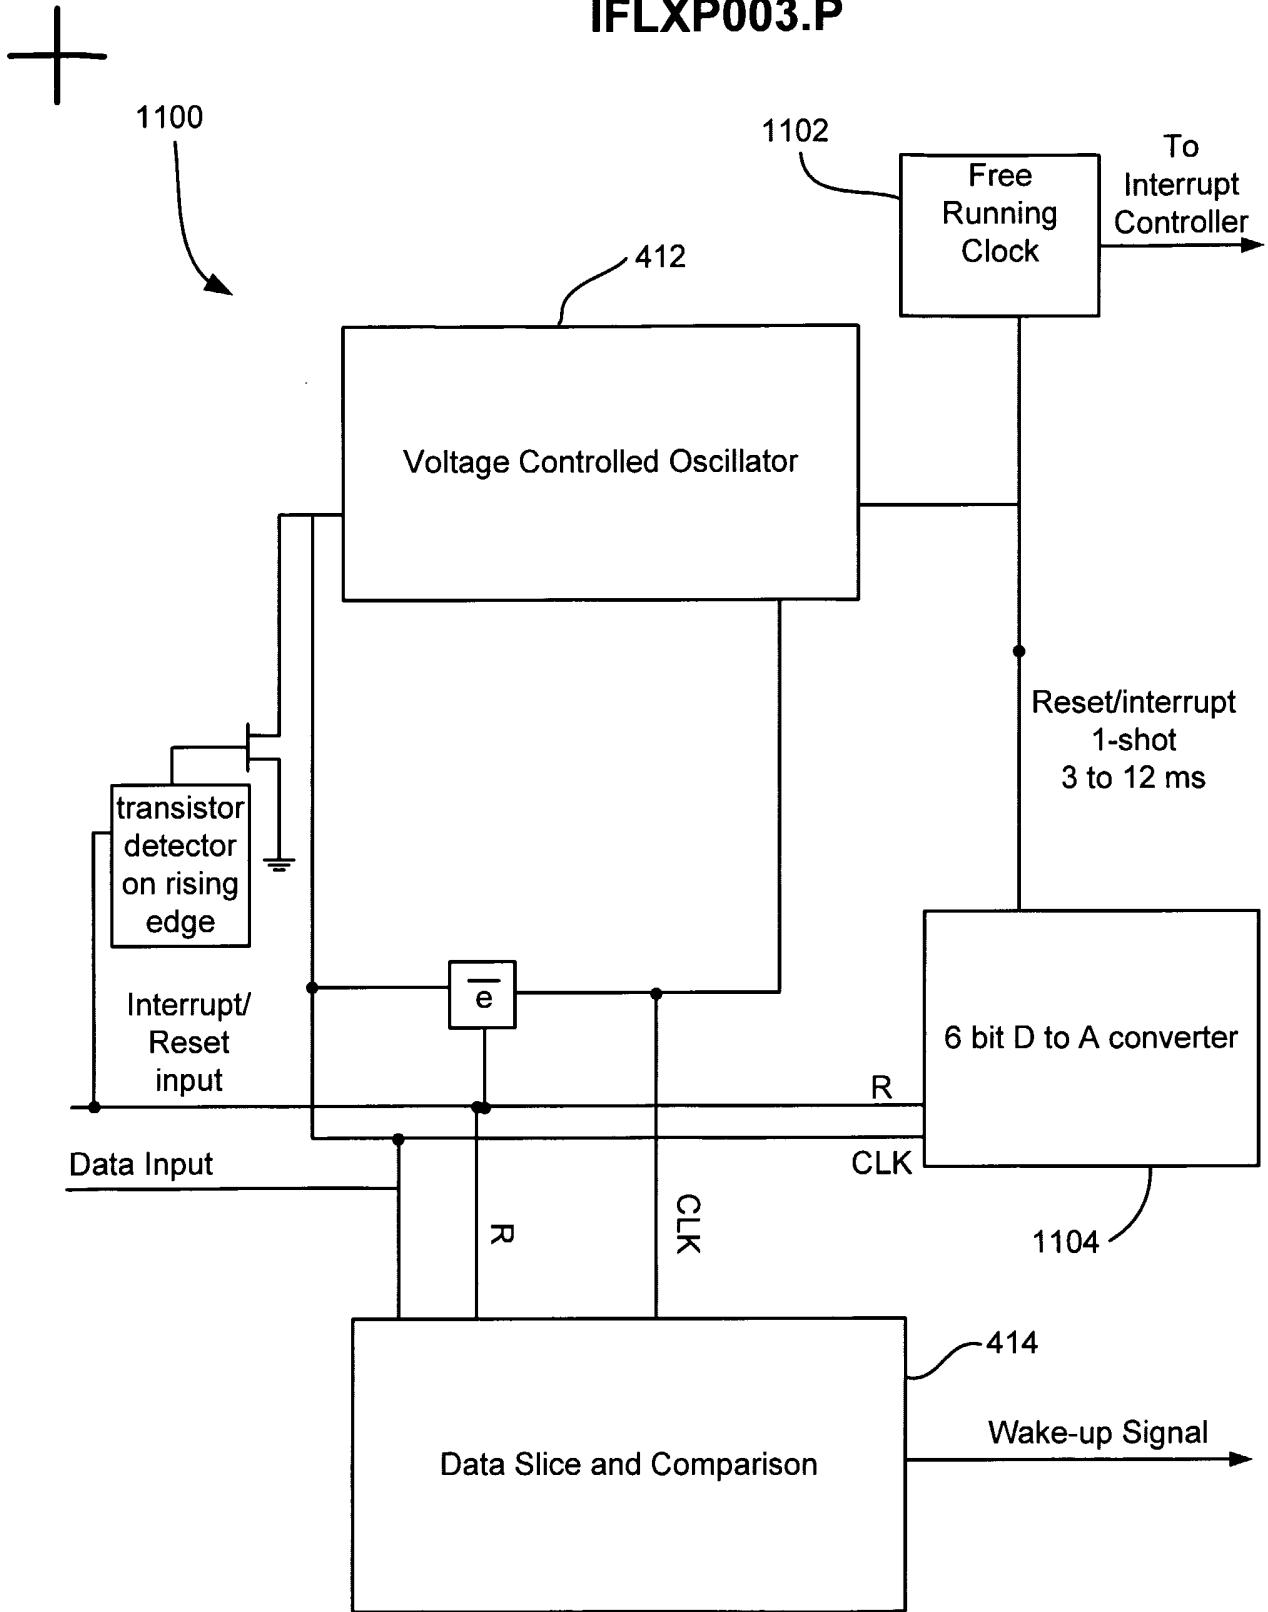 IFLXP003.P
1100
1102
Free
Running
Clock
To
Interrupt
Controller
412
Voltage Controlled Oscillator
Reset/interrupt
1-shot
3 to 12 ms
transistor
detector
on rising
edge
e
Interrupt/
Reset
input
6 bit D to A converter
R
CLK
Data Input
R
CLK
1104
414
Wake-up Signal
Data Slice and Comparison